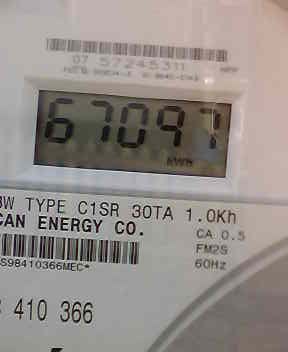 07 57245311
67097
kWh
3W TYPE C1SR 30TA 1.0Kh
CAN ENERGY CO. CA 0.5
FM2S
S98410366MEC* 60Hz
410 366